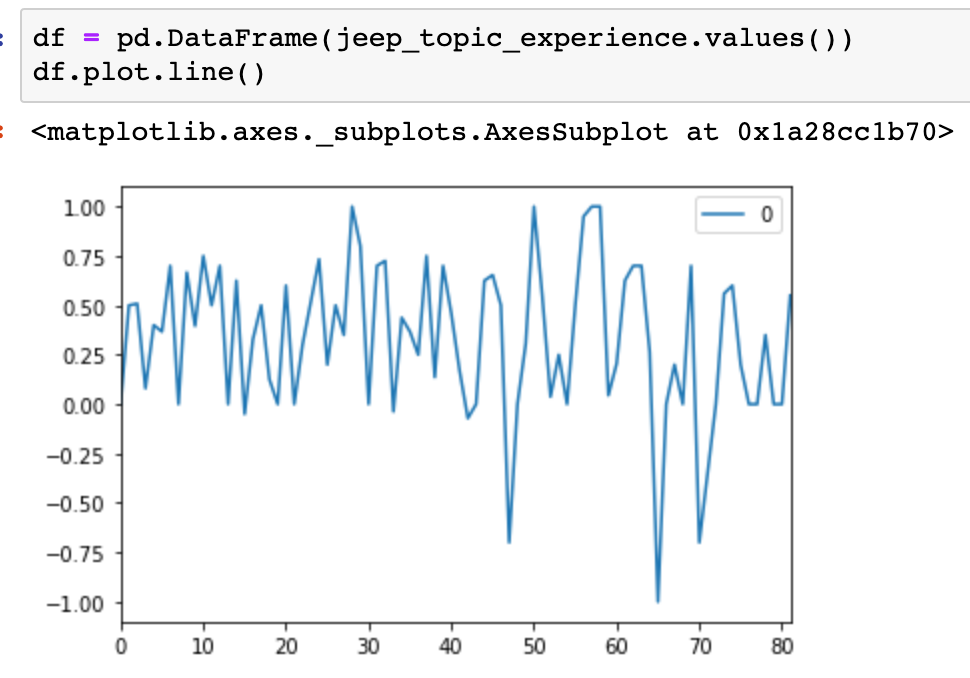 : df = pd.DataFrame(jeep_topic_experience.values())
df.plot.line()
: <matplotlib.axes._subplots.AxesSubplot at 0x1a28cc1b70>
0
1.00
0.75
0.50
0.25
0.00
−0.25
−0.50
−0.75
−1.00
0 10 20 30 40 50 60 70 80